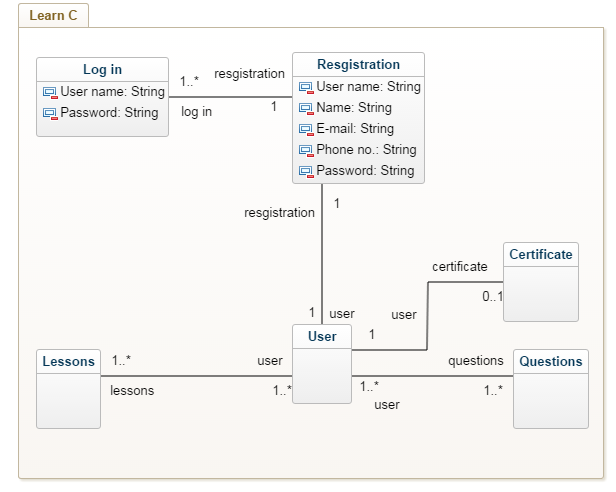 Learn C
Log in
User name: String
Password: String
1..*
resgistration
log in
1
Resgistration
User name: String
Name: String
E-mail: String
Phone no.: String
Password: String
1
resgistration
1
user
certificate
0..1
Certificate
user
1
User
Lessons
1..*
lessons
user
1..*
1..*
user
questions
1..*
Questions